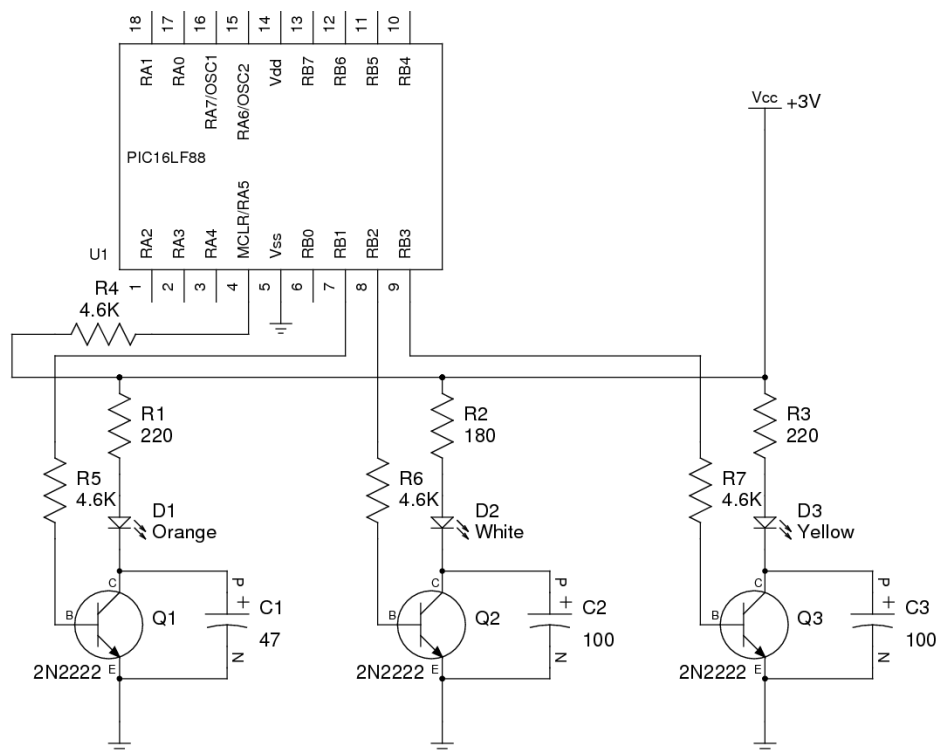 18 17 16 15 14 13 12 11 10
RA1 RA0 RA7/OSC1 RA6/OSC2 Vdd RB7 RB6 RB5 RB4
PIC16LF88
RA2 RA3 RA4 MCLR/RA5 Vss RB0 RB1 RB2 RB3
U1
1 2 3 4 5 6 7 8 9
Vcc +3V
R4
4.6K
R1
220
R2
180
R3
220
R5
4.6K
R6
4.6K
R7
4.6K
D1
Orange
D2
White
D3
Yellow
C P +
B Q1 C1
47
E N
2N2222
C P +
B Q2 C2
100
E N
2N2222
C P +
B Q3 C3
100
E N
2N2222